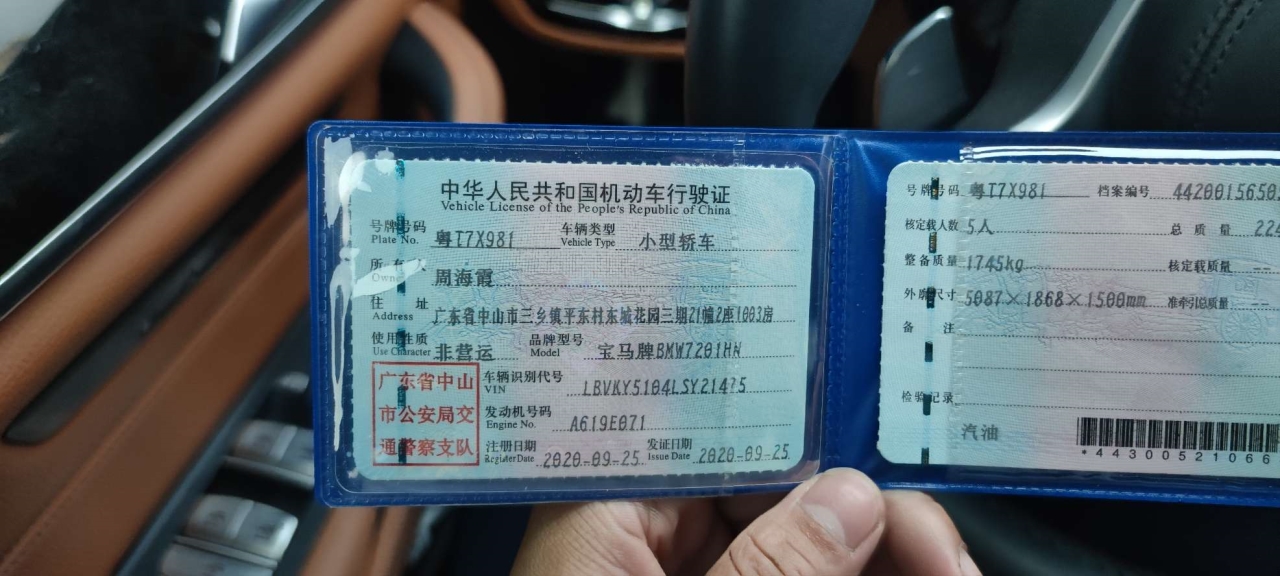 中华人民共和国机动车行驶证
Vehicle License of the People's Republic of China
号牌号码 粤T7X981 车辆类型 小型轿车
Plate No. Vehicle Type
所有人 周海霞
Owner
住 址 广东省中山市三乡镇平东村东城花园三期21幢2座1003房
Address
使用性质 非营运 品牌型号 宝马牌BMW7201HN
Use Character Model
广东省中山
市公安局交
通警察支队
车辆识别代号 LBVKY5104LSY21475
VIN
发动机号码 A619E071
Engine No.
注册日期 2020-09-25 发证日期 2020-09-25
Register Date Issue Date
号牌号码 粤T7X981 档案编号 44200156501
核定载人数 5人 总质量 224
整备质量 1745kg 核定载质量 --
外廓尺寸 5087×1868×1500mm 准牵引总质量 --
备 注
检验记录
汽油
*44300521066